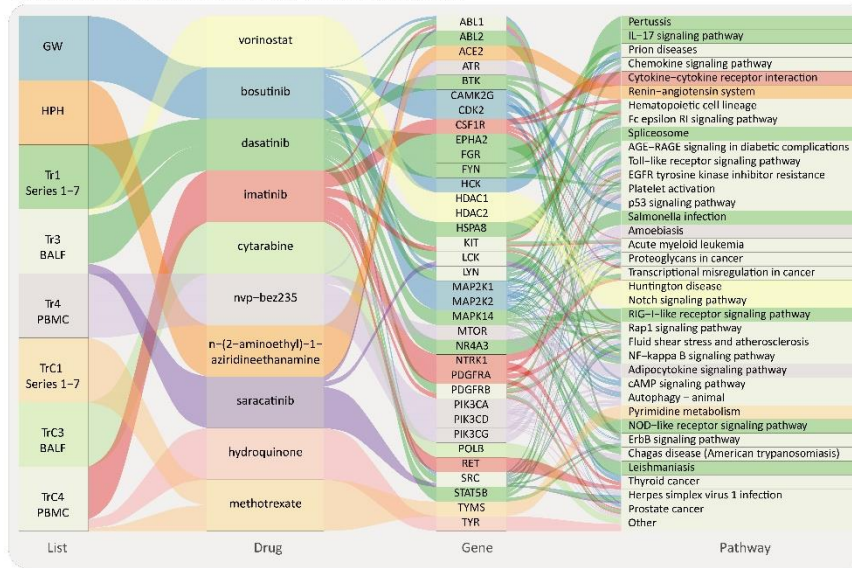 GW
HPH
Tr1
Series 1−7
Tr3
BALF
Tr4
PBMC
TrC1
Series 1−7
TrC3
BALF
TrC4
PBMC
List
vorinostat
bosutinib
dasatinib
imatinib
cytarabine
nvp−bez235
n−(2−aminoethyl)−1−
aziridineethanamine
saracatinib
hydroquinone
methotrexate
Drug
ABL1
ABL2
ACE2
ATR
BTK
CAMK2G
CDK2
CSF1R
EPHA2
FGR
FYN
HCK
HDAC1
HDAC2
HSPA8
KIT
LCK
LYN
MAP2K1
MAP2K2
MAPK14
MTOR
NR4A3
NTRK1
PDGFRA
PDGFRB
PIK3CA
PIK3CD
PIK3CG
POLB
RET
SRC
STAT5B
TYMS
TYR
Gene
Pertussis
IL−17 signaling pathway
Prion diseases
Chemokine signaling pathway
Cytokine−cytokine receptor interaction
Renin−angiotensin system
Hematopoietic cell lineage
Fc epsilon RI signaling pathway
Spliceosome
AGE−RAGE signaling in diabetic complications
Toll−like receptor signaling pathway
EGFR tyrosine kinase inhibitor resistance
Platelet activation
p53 signaling pathway
Salmonella infection
Amoebiasis
Acute myeloid leukemia
Proteoglycans in cancer
Transcriptional misregulation in cancer
Huntington disease
Notch signaling pathway
RIG−I−like receptor signaling pathway
Rap1 signaling pathway
Fluid shear stress and atherosclerosis
NF−kappa B signaling pathway
Adipocytokine signaling pathway
cAMP signaling pathway
Autophagy − animal
Pyrimidine metabolism
NOD−like receptor signaling pathway
ErbB signaling pathway
Chagas disease (American trypanosomiasis)
Leishmaniasis
Thyroid cancer
Herpes simplex virus 1 infection
Prostate cancer
Other
Pathway